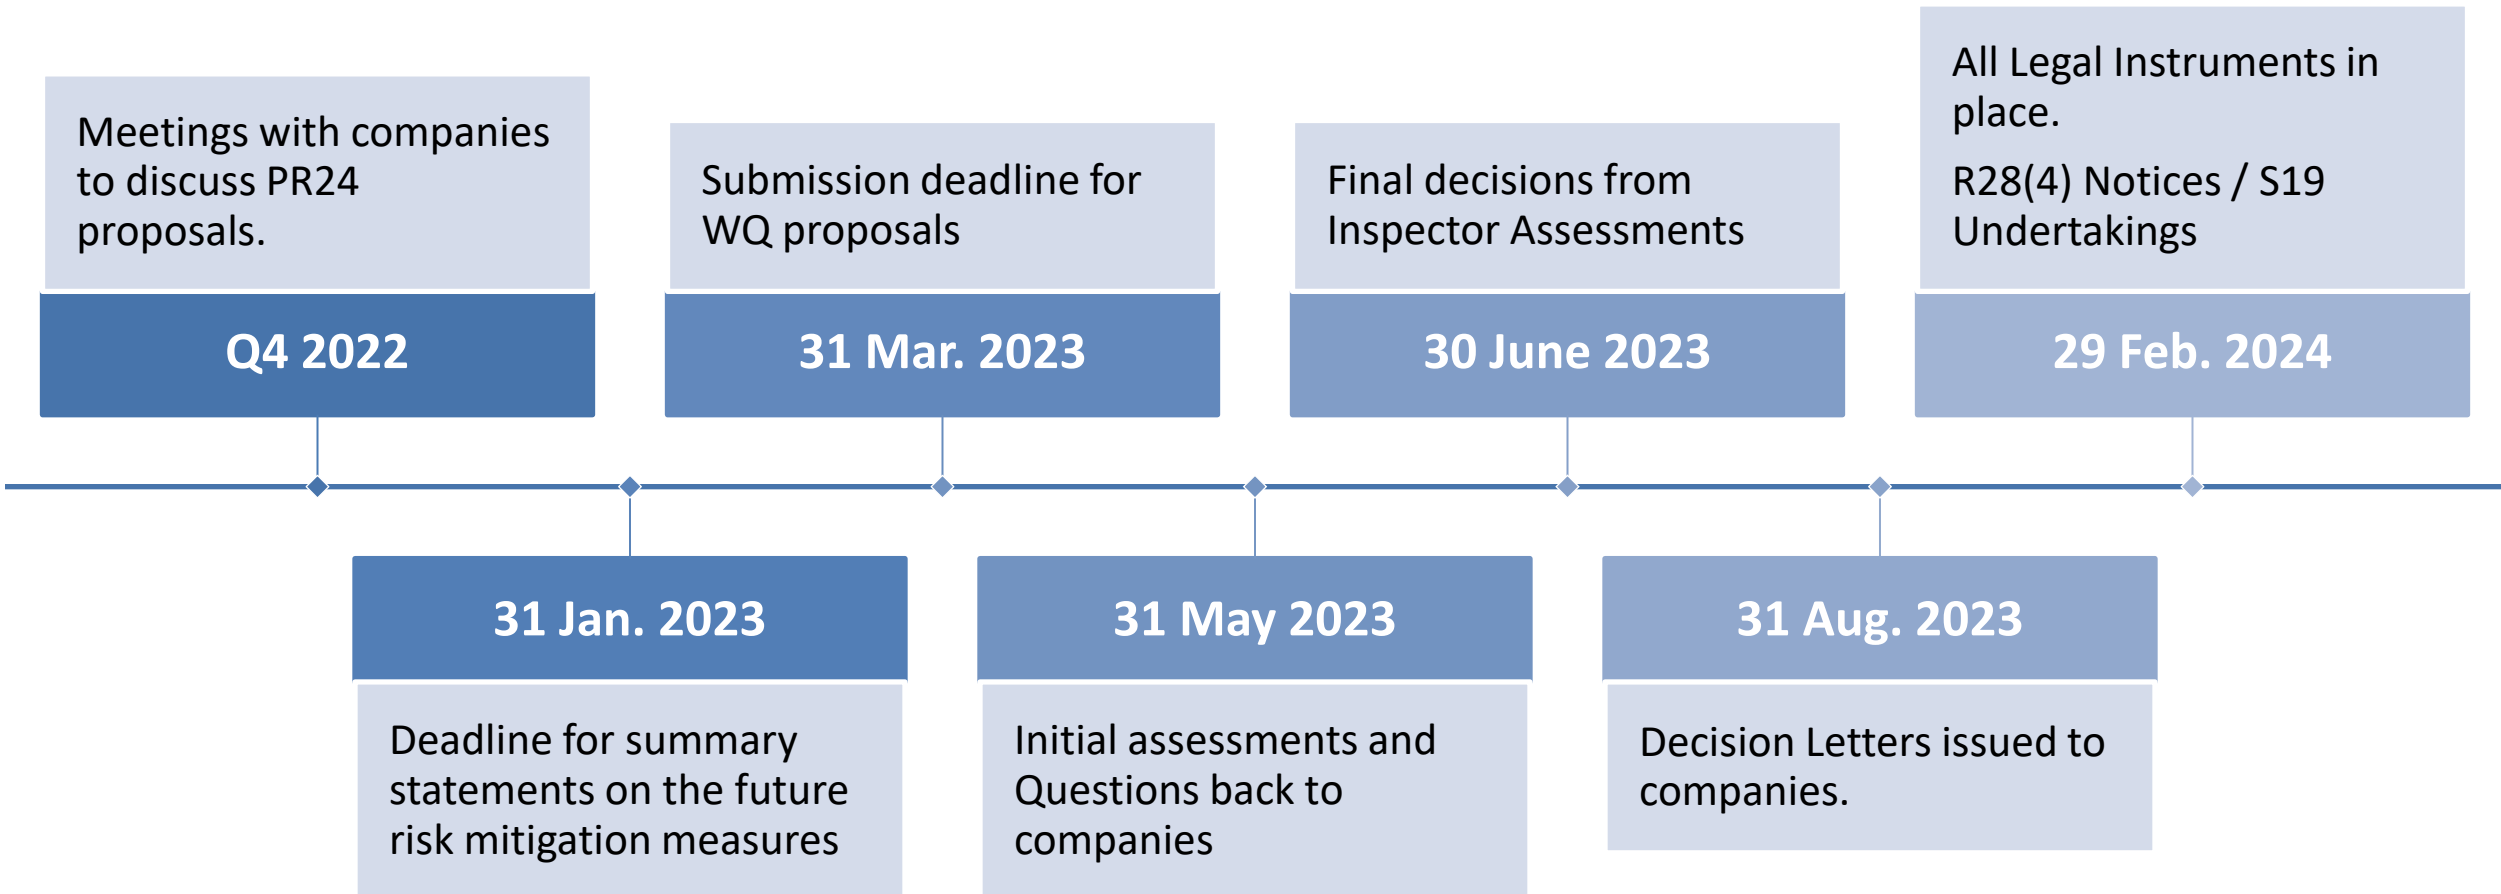 Meetings with companies
to discuss PR24
proposals.
Q4 2022
31 Jan. 2023
Deadline for summary
statements on the future
risk mitigation measures
Submission deadline for
WQ proposals
31 Mar. 2023
31 May 2023
Initial assessments and
Questions back to
companies
Final decisions from
Inspector Assessments
30 June 2023
31 Aug. 2023
Decision Letters issued to
companies.
All Legal Instruments in
place.
R28(4) Notices / S19
Undertakings
29 Feb. 2024